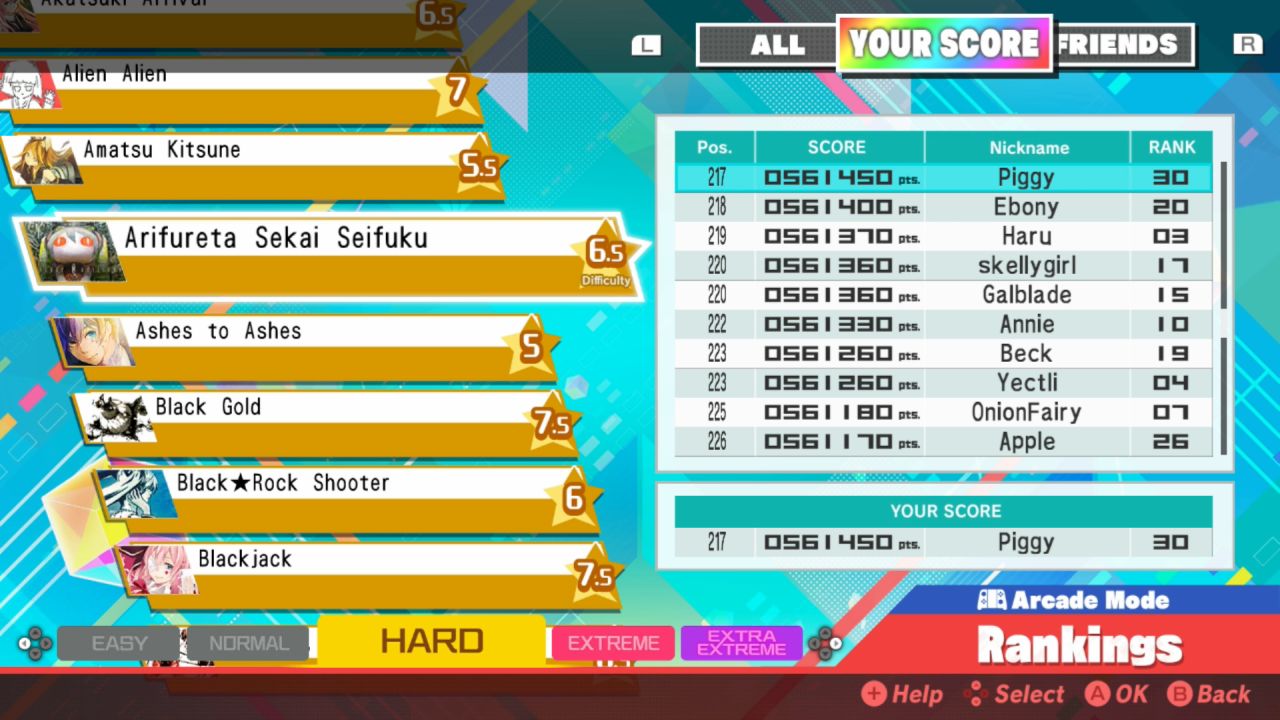 Akatsuki Arrival
6.5
Alien Alien
7
Amatsu Kitsune
5.5
Arifureta Sekai Seifuku
6.5
Difficulty
Ashes to Ashes
5
Black Gold
7.5
Black★Rock Shooter
6
Blackjack
7.5
EASY
NORMAL
HARD
EXTREME
EXTRA
EXTREME
L
ALL
YOUR SCORE
FRIENDS
R
Pos. SCORE Nickname RANK
217 0561450 pts. Piggy 30
218 0561400 pts. Ebony 20
219 0561370 pts. Haru 03
220 0561360 pts. skellygirl 17
220 0561360 pts. Galblade 15
222 0561330 pts. Annie 10
223 0561260 pts. Beck 19
223 0561260 pts. Yectli 04
225 0561180 pts. OnionFairy 07
226 0561170 pts. Apple 26
YOUR SCORE
217 0561450 pts. Piggy 30
Arcade Mode
Rankings
+ Help Select A OK B Back